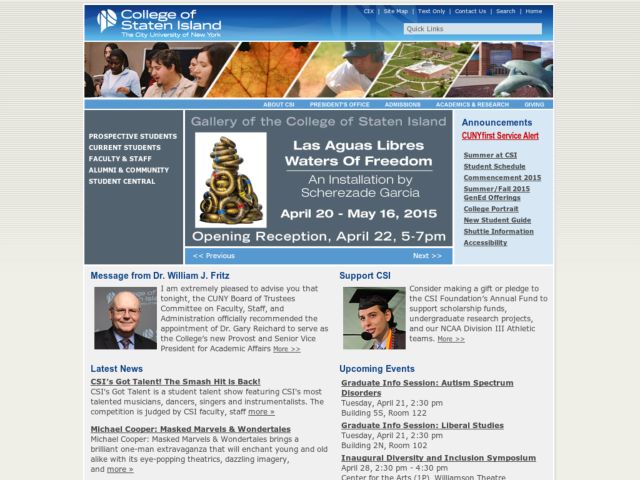 College of
Staten Island
The City University of New York
CIX | Site Map | Text Only | Contact Us | Search | Home
Quick Links
ABOUT CSI PRESIDENT'S OFFICE ADMISSIONS ACADEMICS & RESEARCH GIVING
PROSPECTIVE STUDENTS
CURRENT STUDENTS
FACULTY & STAFF
ALUMNI & COMMUNITY
STUDENT CENTRAL
Gallery of the College of Staten Island
Las Aguas Libres
Waters Of Freedom
An Installation by
Scherezade Garcia
April 20 - May 16, 2015
Opening Reception, April 22, 5-7pm
<< Previous
Next >>
Announcements
CUNYfirst Service Alert
Summer at CSI
Student Schedule
Commencement 2015
Summer/Fall 2015
GenEd Offerings
College Portrait
New Student Guide
Shuttle Information
Accessibility
Message from Dr. William J. Fritz
I am extremely pleased to advise you that
tonight, the CUNY Board of Trustees
Committee on Faculty, Staff, and
Administration officially recommended the
appointment of Dr. Gary Reichard to serve as
the College's new Provost and Senior Vice
President for Academic Affairs More >>
Support CSI
Consider making a gift or pledge to
the CSI Foundation's Annual Fund to
support scholarship funds,
undergraduate research projects,
and our NCAA Division III Athletic
teams. More >>
Latest News
CSI's Got Talent! The Smash Hit is Back!
CSI's Got Talent is a student talent show featuring CSI's most
talented musicians, dancers, singers and instrumentalists. The
competition is judged by CSI faculty, staff more »
Michael Cooper: Masked Marvels & Wondertales
Michael Cooper: Masked Marvels & Wondertales brings a
brilliant one-man extravaganza that will enchant young and old
alike with its eye-popping theatrics, dazzling imagery,
and more »
Upcoming Events
Graduate Info Session: Autism Spectrum
Disorders
Tuesday, April 21, 2:30 pm
Building 5S, Room 122
Graduate Info Session: Liberal Studies
Tuesday, April 21, 2:30 pm
Building 2N, Room 102
Inaugural Diversity and Inclusion Symposium
April 28, 2:30 pm - 4:30 pm
Center for the Arts (1P), Williamson Theatre